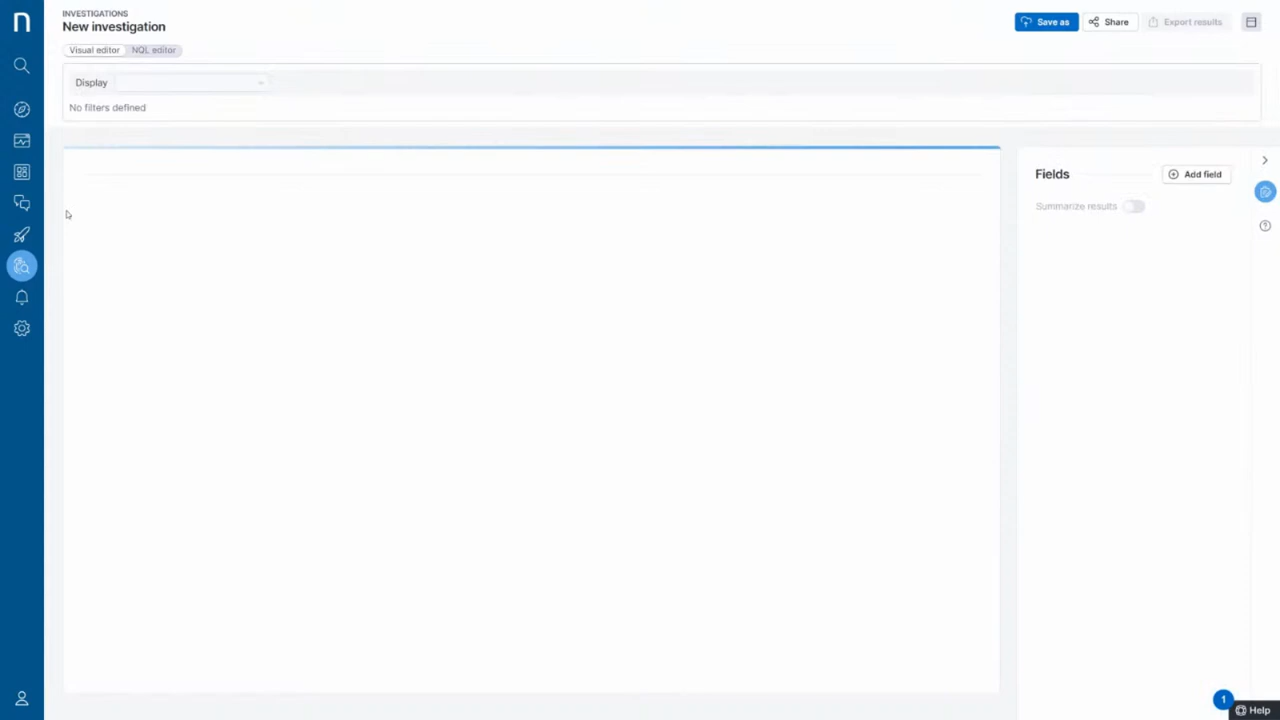 n
INVESTIGATIONS
New investigation
Save as
Share
Export results
Visual editor
NQL editor
Display
No filters defined
Fields
Add field
Summarize results
1
Help